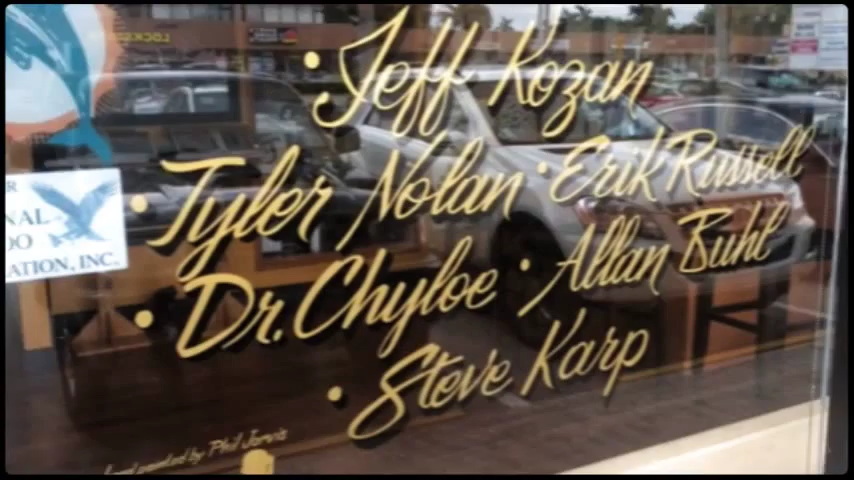 • Jeff Kozan
• Tyler Nolan • Erik Russell
• Dr. Chyloe • Allan Buhl
• Steve Karp
NAL
OO
ATION, INC.
painted by Phil Jarvis